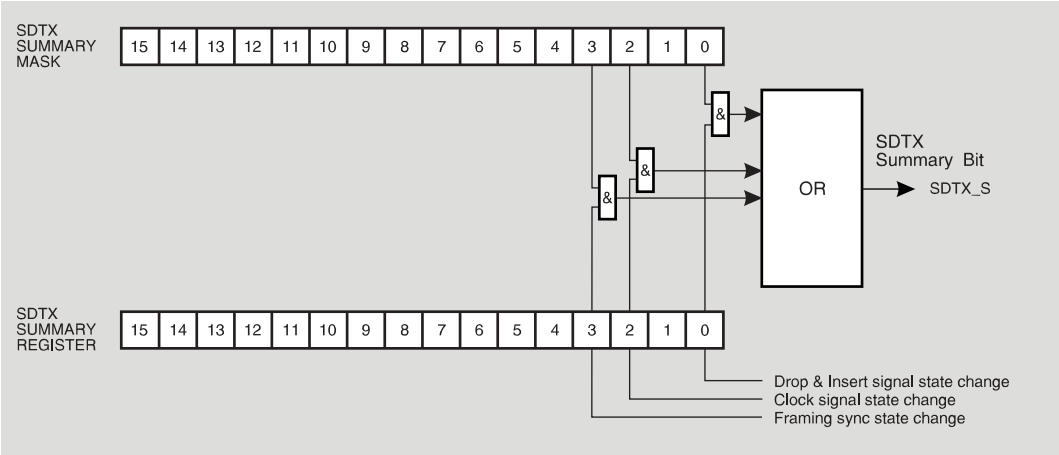 SDTX
SUMMARY
MASK
15 14 13 12 11 10 9 8 7 6 5 4 3 2 1 0
&
&
&
OR
SDTX
Summary Bit
SDTX_S
SDTX
SUMMARY
REGISTER
15 14 13 12 11 10 9 8 7 6 5 4 3 2 1 0
Drop & Insert signal state change
Clock signal state change
Framing sync state change